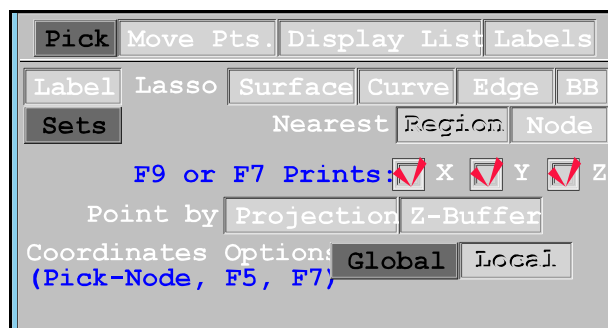 Pick Move Pts. Display List Labels
Label Lasso Surface Curve Edge BB
Sets Nearest Region Node
F9 or F7 Prints: X Y Z
Point by Projection Z-Buffer
Coordinates Options Global Local
(Pick-Node, F5, F7)